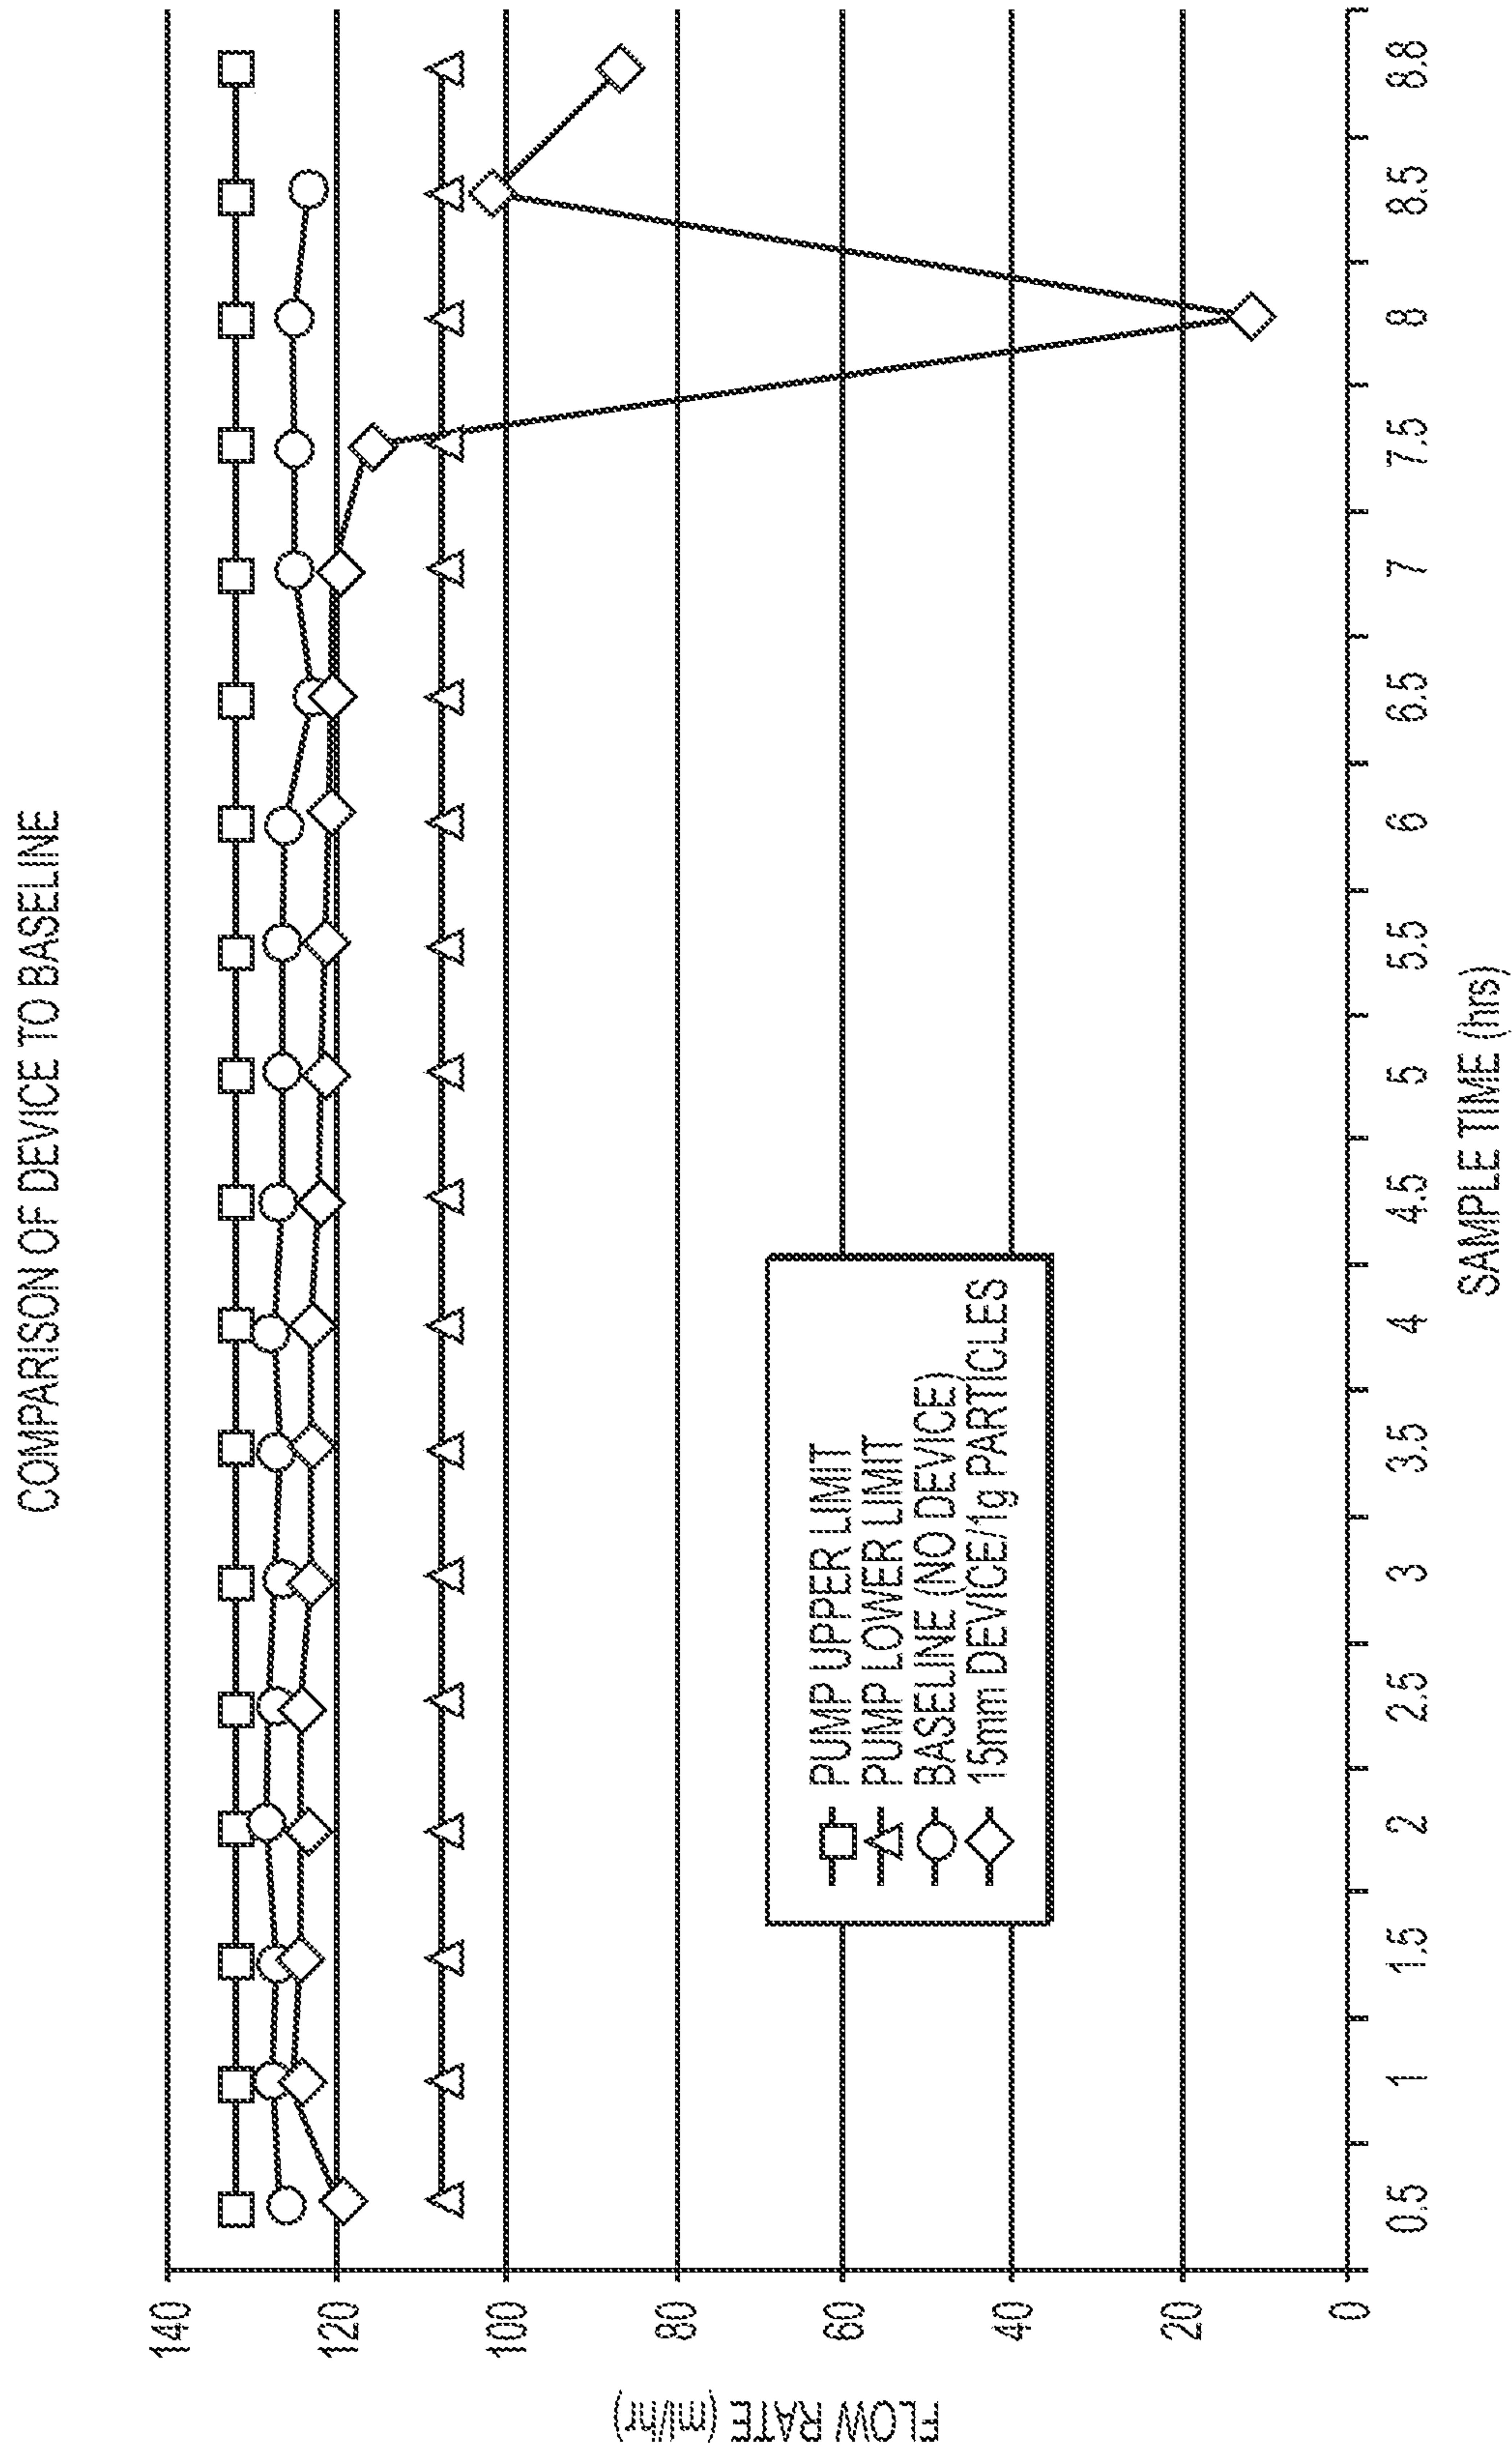 COMPARISON OF DEVICE TO BASELINE
FLOW RATE (ml/hr)
140
120
100
80
60
40
20
0
PUMP UPPER LIMIT
PUMP LOWER LIMIT
BASELINE (NO DEVICE)
15mm DEVICE/1g PARTICLES
0.5 1 1.5 2 2.5 3 3.5 4 4.5 5 5.5 6 6.5 7 7.5 8 8.5 8.8
SAMPLE TIME (hrs)